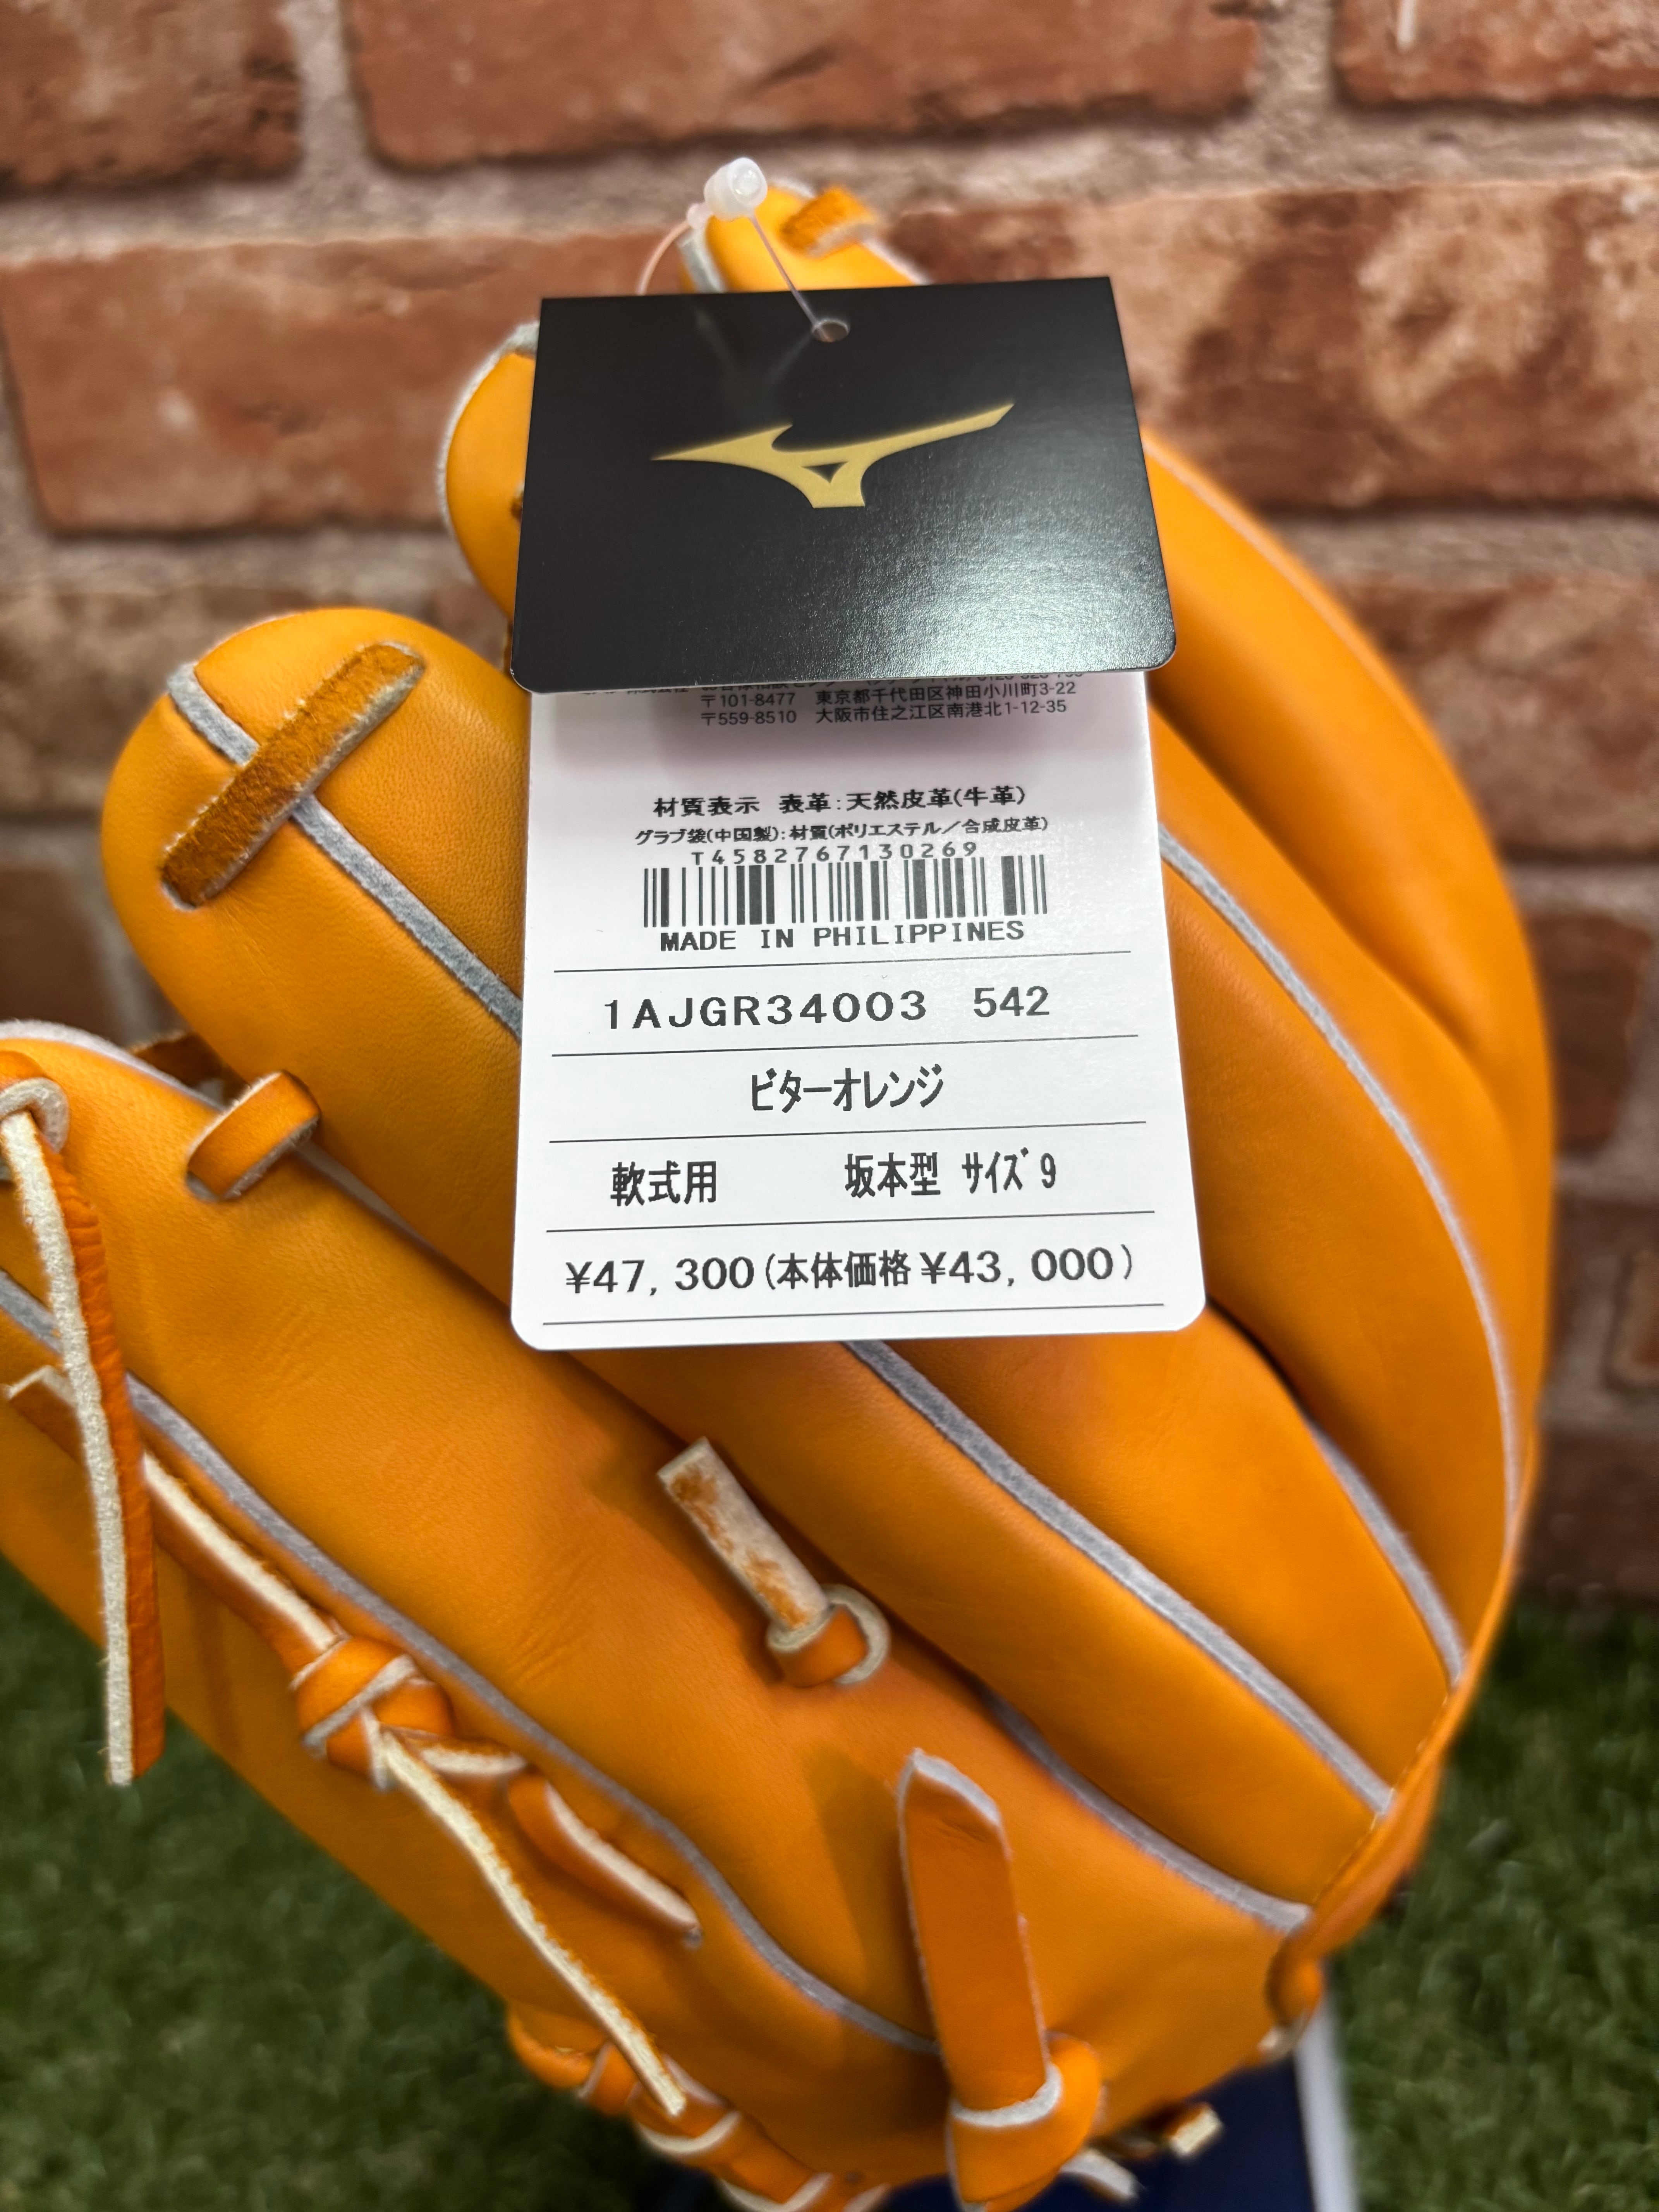 〒101-8477 東京都千代田区神田小川町3-22
〒559-8510 大阪市住之江区南港北1-12-35
材質表示 表革:天然皮革(牛革)
グラブ袋(中国製):材質(ポリエステル／合成皮革)
T4582767130269
MADE IN PHILIPPINES
1AJGR34003 542
ビターオレンジ
軟式用 坂本型 サイズ9
¥47,300(本体価格¥43,000)